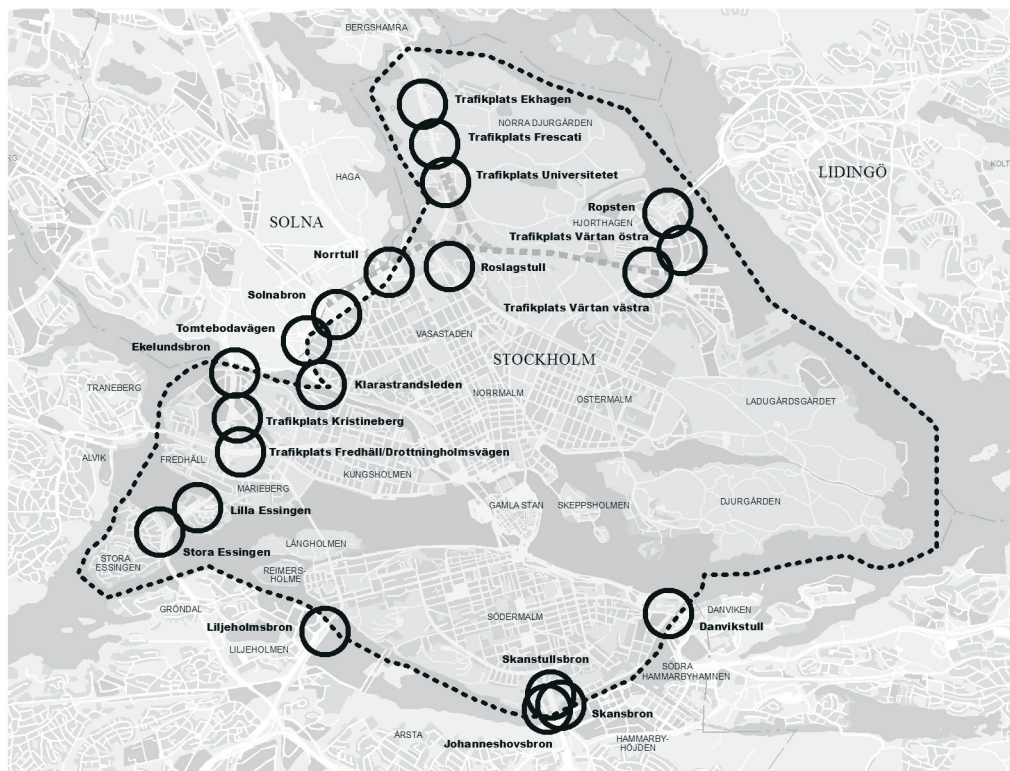 BERGSHAMRA
Trafikplats Ekhagen
NORRA DJURGÅRDEN
Trafikplats Frescati
RG
KOLT
HAGA
Trafikplats Universitetet
LIDINGÖ
SOLNA
Ropsten
HJORTHAGEN
Trafikplats Värtan östra
Norrtull
Roslagstull
Solnabron
Trafikplats Värtan västra
Tomtebodavägen
VASASTADEN
Ekelundsbron
STOCKHOLM
TRANEBERG
Klarastrandsleden
NORRMALM
ÖSTERMALM
LADUGÅRDSGÄRDET
Trafikplats Kristineberg
ALVIK
FREDHÄLL
Trafikplats Fredhäll/Drottningholmsvägen
KUNGSHOLMEN
MARIEBERG
GAMLA STAN
SKEPPSHOLMEN
DJURGÅRDEN
Lilla Essingen
STORA
ESSINGEN
Stora Essingen
LÅNGHOLMEN
REIMERS-
HOLME
GRÖNDAL
Liljeholmsbron
SÖDERMALM
DANVIKEN
Danvikstull
LILJEHOLMEN
Skanstullsbron
SÖDRA
HAMMARBYHAMNEN
Skansbron
ÅRSTA
Johanneshovsbron
HAMMARBY-
HÖJDEN